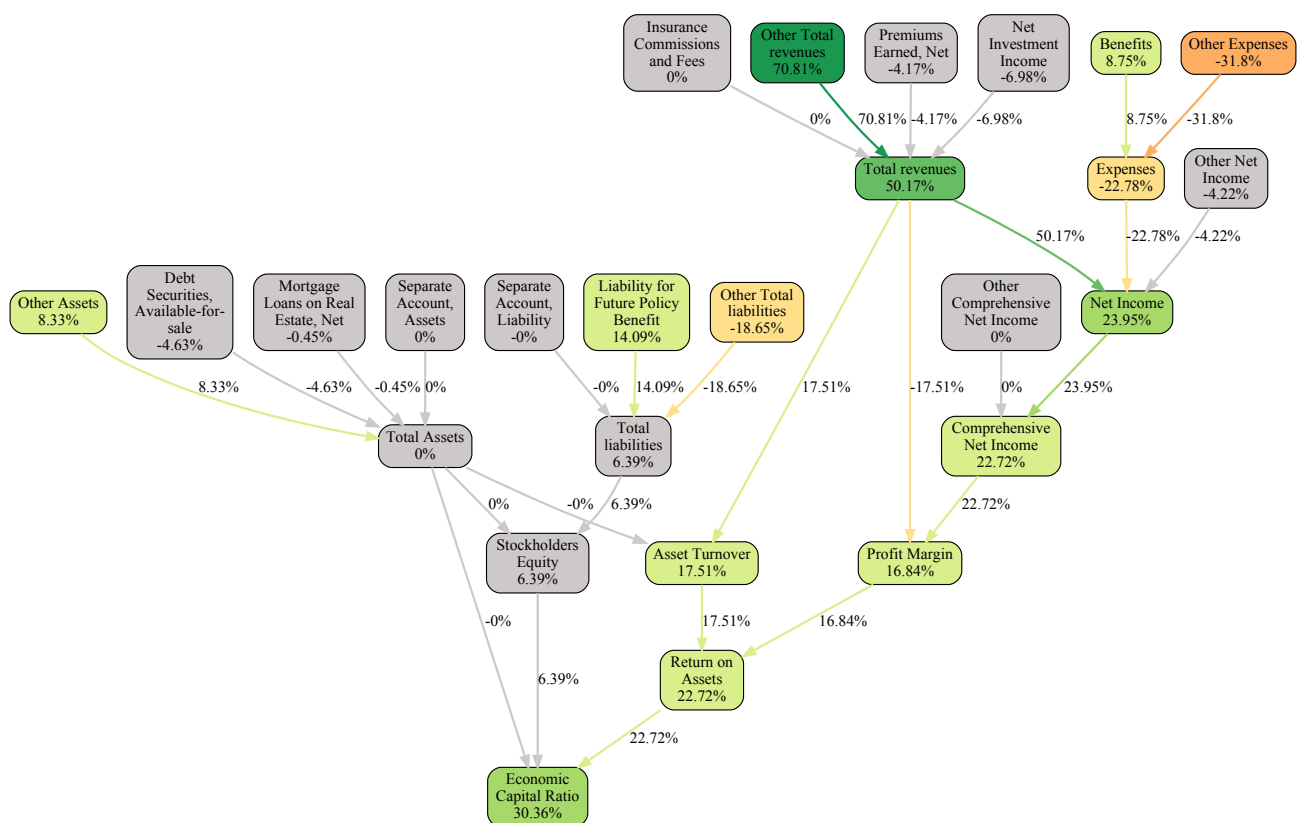 Insurance
Commissions
and Fees
0%
Other Total
revenues
70.81%
Premiums
Earned, Net
-4.17%
Net
Investment
Income
-6.98%
Benefits
8.75%
Other Expenses
-31.8%
0%
70.81%
-4.17%
-6.98%
8.75%
-31.8%
Total revenues
50.17%
Expenses
-22.78%
Other Net
Income
-4.22%
50.17%
-22.78%
-4.22%
Other Assets
8.33%
Debt
Securities,
Available-for-
sale
-4.63%
Mortgage
Loans on Real
Estate, Net
-0.45%
Separate
Account,
Assets
0%
Separate
Account,
Liability
-0%
Liability for
Future Policy
Benefit
14.09%
Other Total
liabilities
-18.65%
Other
Comprehensive
Net Income
0%
Net Income
23.95%
8.33%
-4.63%
-0.45%
0%
-0%
14.09%
-18.65%
17.51%
-17.51%
0%
23.95%
Total Assets
0%
Total
liabilities
6.39%
Comprehensive
Net Income
22.72%
0%
-0%
6.39%
22.72%
Stockholders
Equity
6.39%
Asset Turnover
17.51%
Profit Margin
16.84%
-0%
17.51%
16.84%
6.39%
Return on
Assets
22.72%
22.72%
Economic
Capital Ratio
30.36%